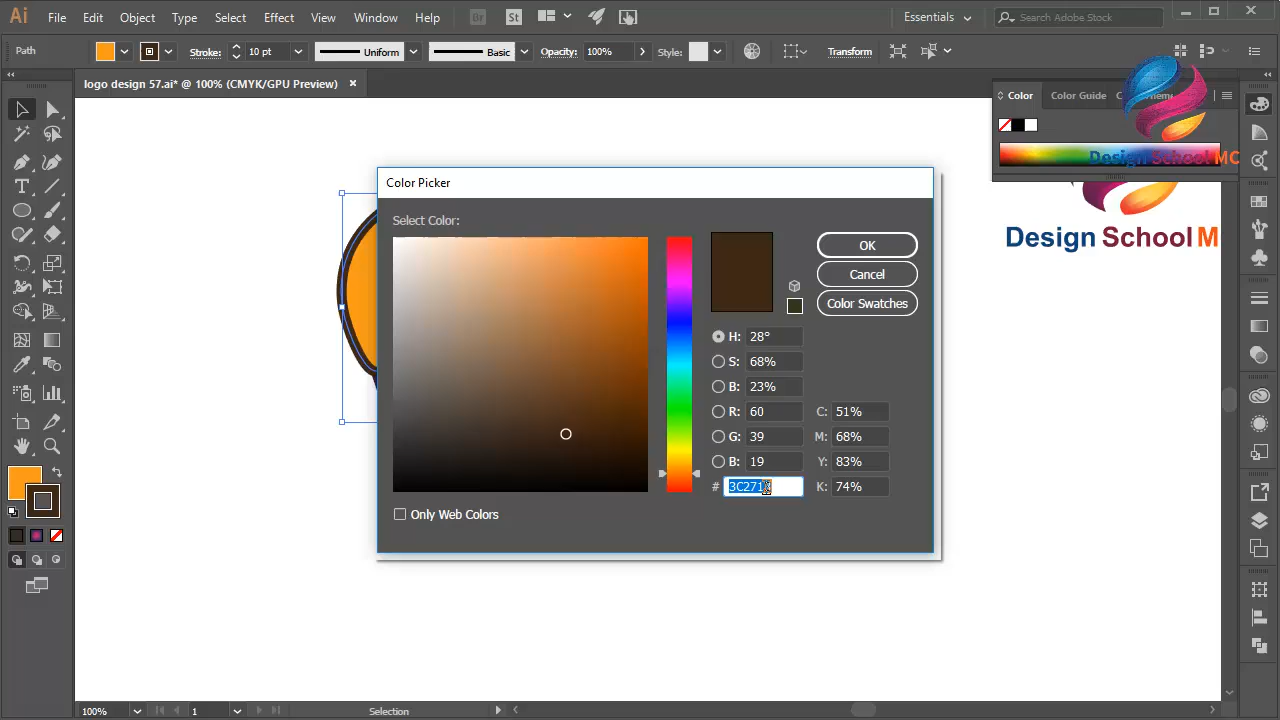 Ai File Edit Object Type Select Effect View Window Help Br St Essentials Search Adobe Stock
Path Stroke: 10 pt Uniform Basic Opacity: 100% Style: Transform
logo design 57.ai* @ 100% (CMYK/GPU Preview)
Color Color Guide
Design School MC
Design School M
Color Picker
Select Color:
OK
Cancel
Color Swatches
H: 28°
S: 68%
B: 23%
R: 60 C: 51%
G: 39 M: 68%
B: 19 Y: 83%
# 3C271 K: 74%
Only Web Colors
100% 1 Selection